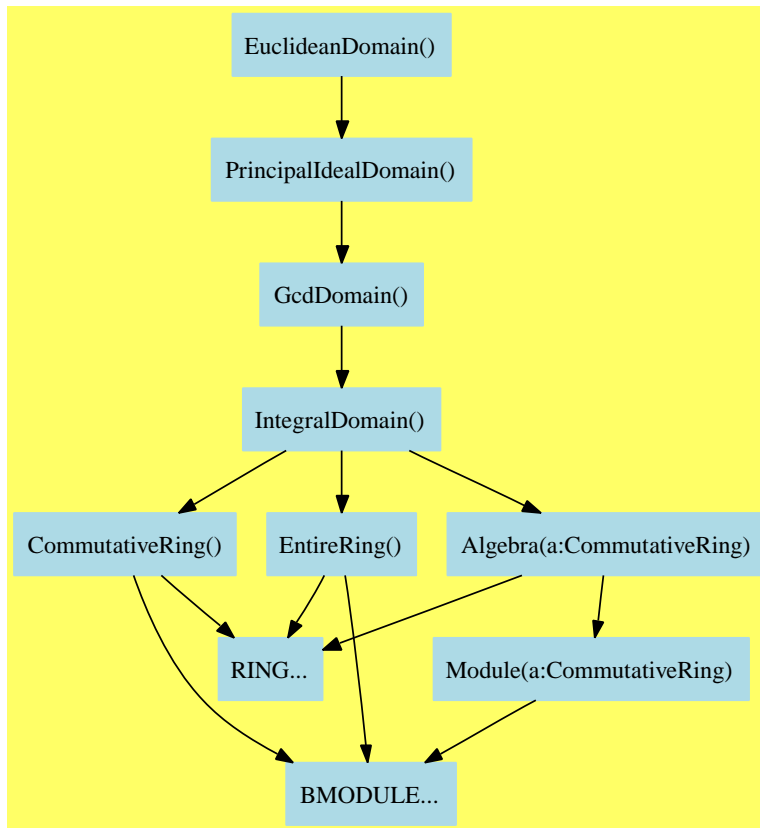 EuclideanDomain()
PrincipalIdealDomain()
GcdDomain()
IntegralDomain()
CommutativeRing()
EntireRing()
Algebra(a:CommutativeRing)
RING...
Module(a:CommutativeRing)
BMODULE...